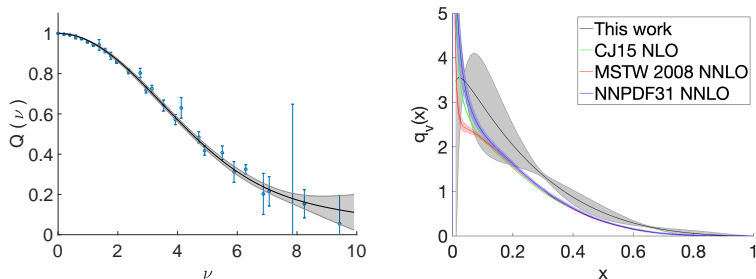 1
0.8
0.6
0.4
0.2
0
0 2 4 6 8 10
Q(ν)
ν
5
4
3
2
1
0
0.2 0.4 0.6 0.8 1
q_v(x)
x
This work
CJ15 NLO
MSTW 2008 NNLO
NNPDF31 NNLO